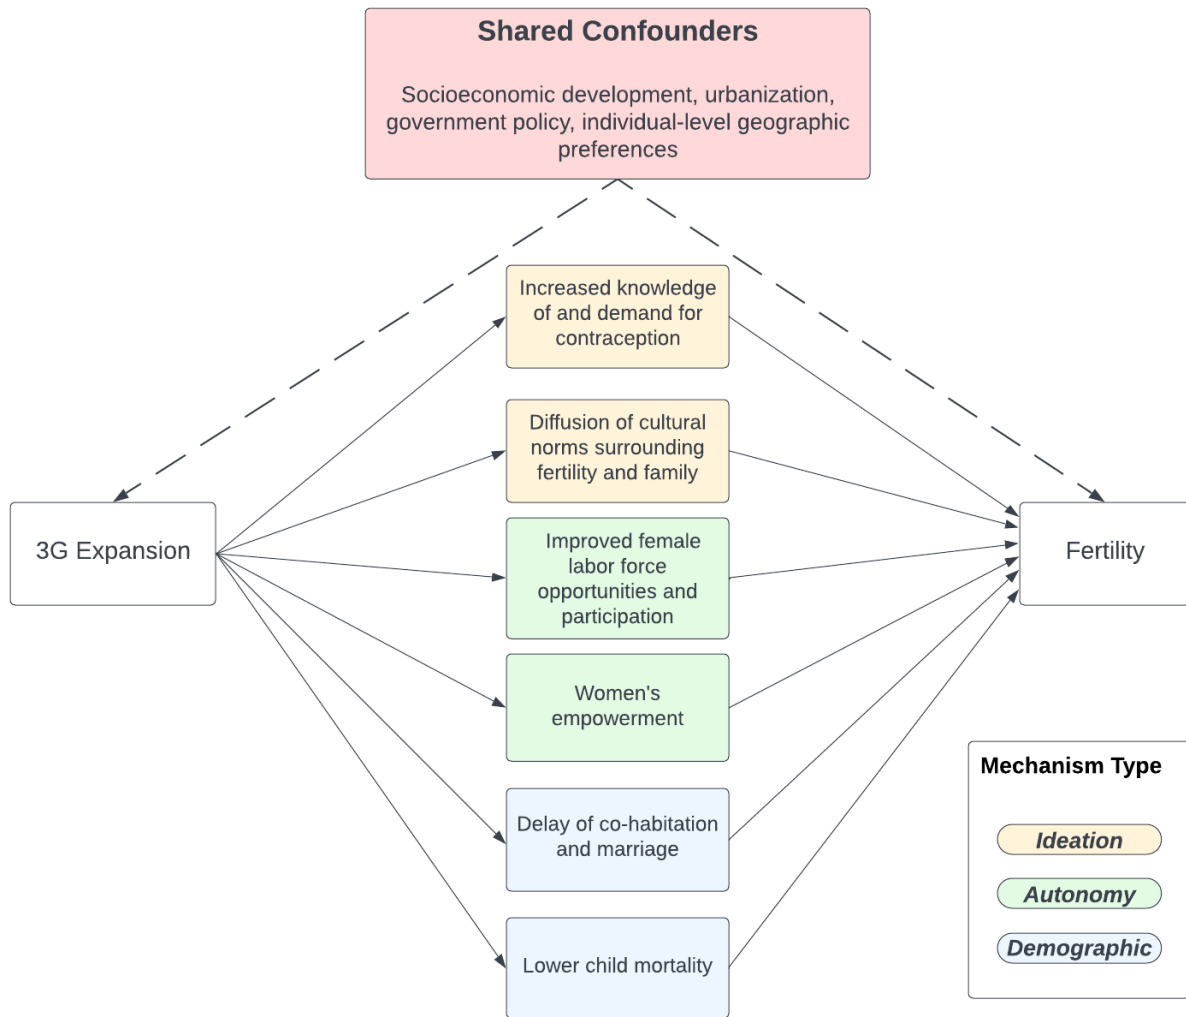 Shared Confounders
Socioeconomic development, urbanization,
government policy, individual-level geographic
preferences
Increased knowledge
of and demand for
contraception
Diffusion of cultural
norms surrounding
fertility and family
3G Expansion
Improved female
labor force
opportunities and
participation
Fertility
Women's
empowerment
Delay of co-habitation
and marriage
Lower child mortality
Mechanism Type
Ideation
Autonomy
Demographic